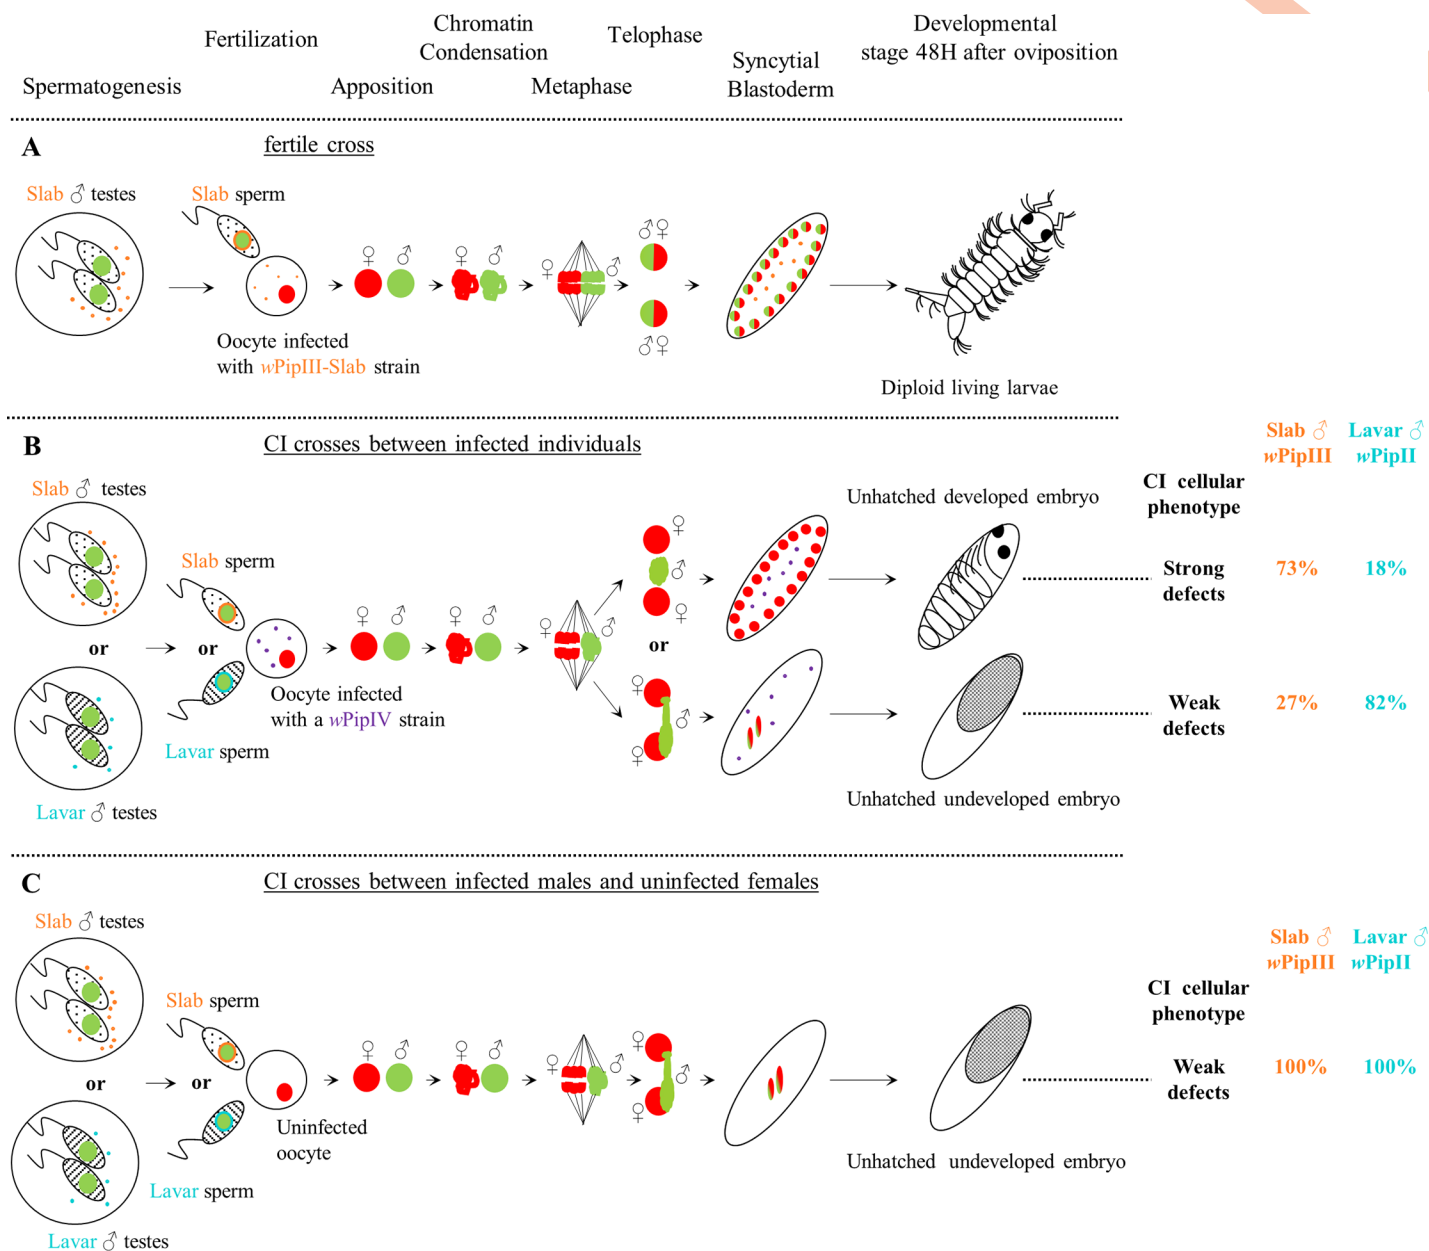 Spermatogenesis
Fertilization
Apposition
Chromatin
Condensation
Metaphase
Telophase
Syncytial
Blastoderm
Developmental
stage 48H after oviposition
A
fertile cross
Slab ♂ testes
Slab sperm
Oocyte infected
with wPipIII-Slab strain
♀ ♂
♀ ♂
♀ ♂
♂♀
♂♀
Diploid living larvae
B
CI crosses between infected individuals
Slab ♂ testes
or
Lavar ♂ testes
Slab sperm
or
Lavar sperm
Oocyte infected
with a wPipIV strain
♀ ♂
♀ ♂
♀ ♂
♀
♂
♀
or
♀
♂
♀
Unhatched developed embryo
Unhatched undeveloped embryo
Slab ♂ Lavar ♂
wPipIII wPipII
CI cellular
phenotype
Strong
defects
73% 18%
Weak
defects
27% 82%
C
CI crosses between infected males and uninfected females
Slab ♂ testes
or
Lavar ♂ testes
Slab sperm
or
Lavar sperm
Uninfected
oocyte
♀ ♂
♀ ♂
♀ ♂
♀
♂
♀
Unhatched undeveloped embryo
Slab ♂ Lavar ♂
wPipIII wPipII
CI cellular
phenotype
Weak
defects
100% 100%